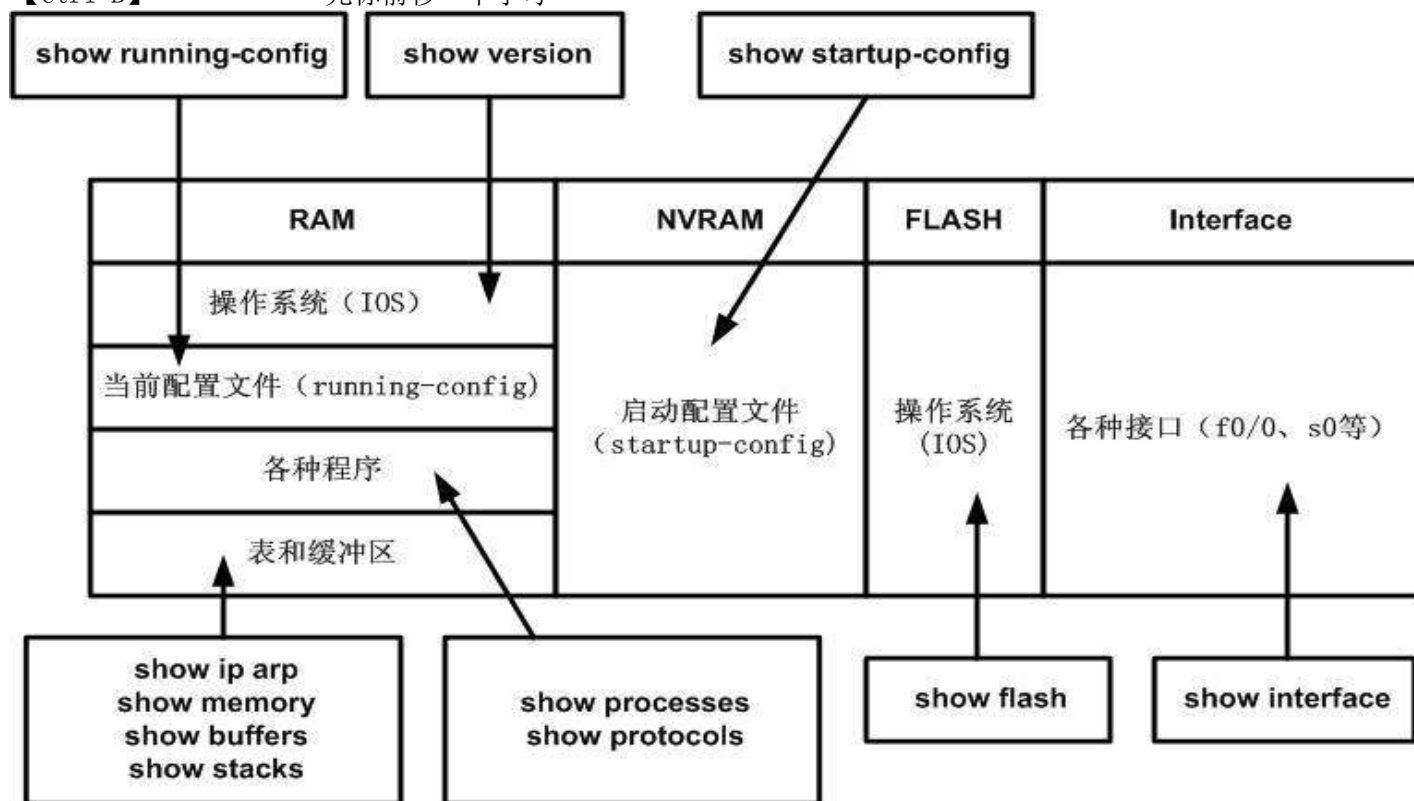 show running-config
show version
show startup-config
RAM
NVRAM
FLASH
Interface
操作系统（IOS）
当前配置文件（running-config)
各种程序
表和缓冲区
启动配置文件
（startup-config)
操作系统
(IOS)
各种接口（f0/0、s0等）
show ip arp
show memory
show buffers
show stacks
show processes
show protocols
show flash
show interface